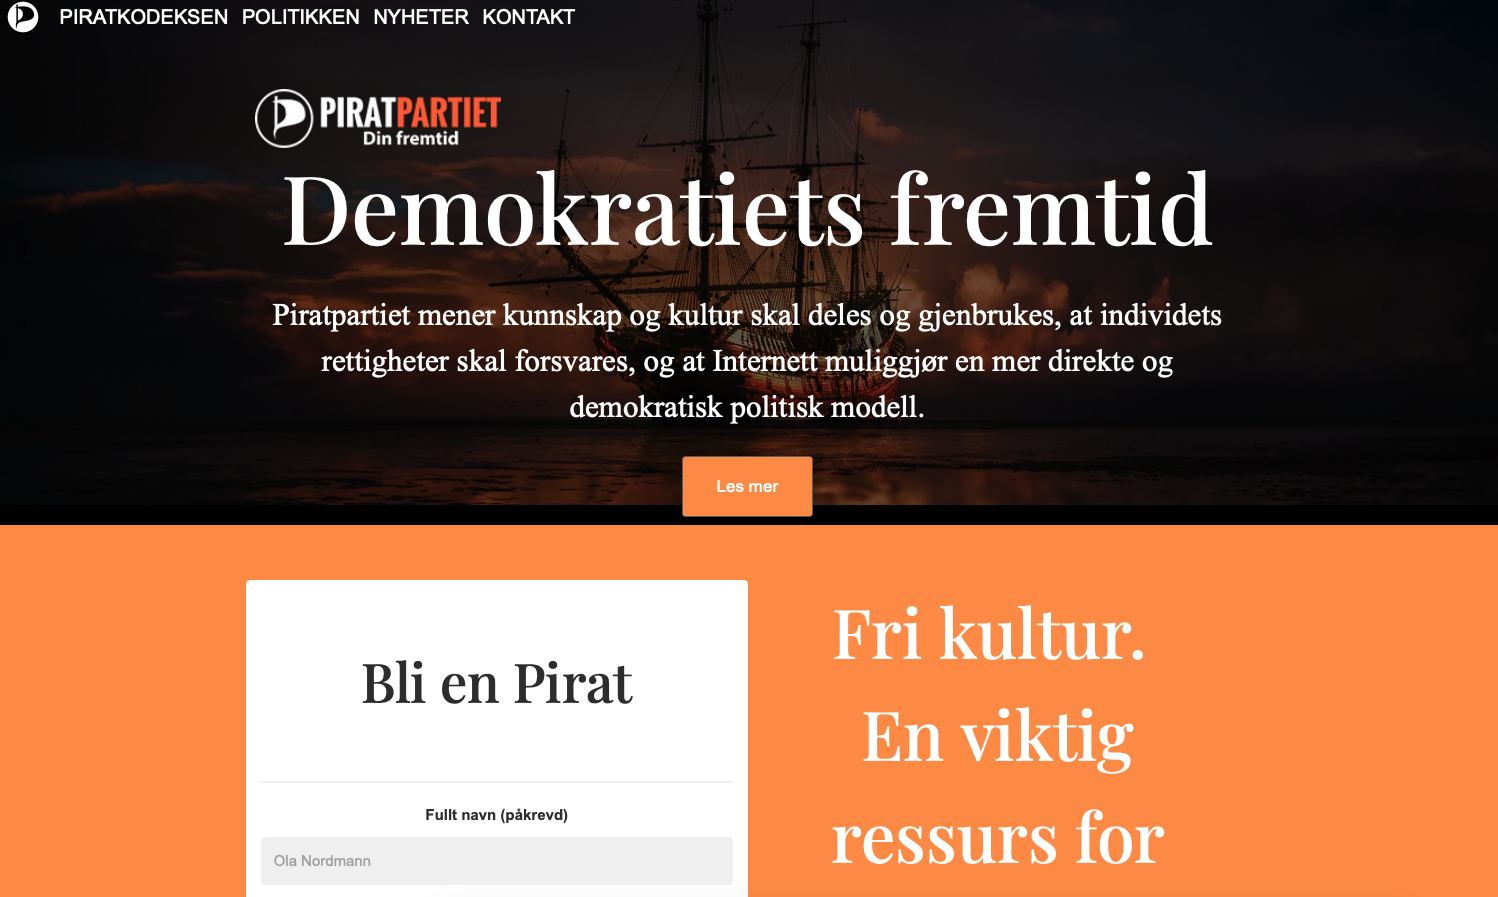 PIRATKODEKSEN POLITIKKEN NYHETER KONTAKT
PIRATPARTIET
Din fremtid
Demokratiets fremtid
Piratpartiet mener kunnskap og kultur skal deles og gjenbrukes, at individets
rettigheter skal forsvares, og at Internett muliggjør en mer direkte og
demokratisk politisk modell.
Les mer
Bli en Pirat
Fullt navn (påkrevd)
Ola Nordmann
Fri kultur.
En viktig
ressurs for